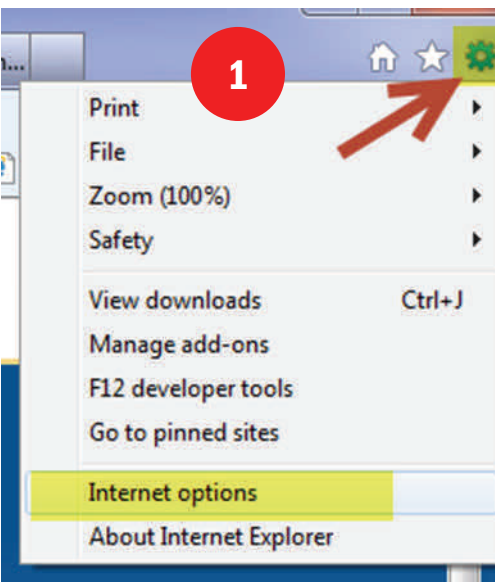 1
Print
File
Zoom (100%)
Safety
View downloads Ctrl+J
Manage add-ons
F12 developer tools
Go to pinned sites
Internet options
About Internet Explorer